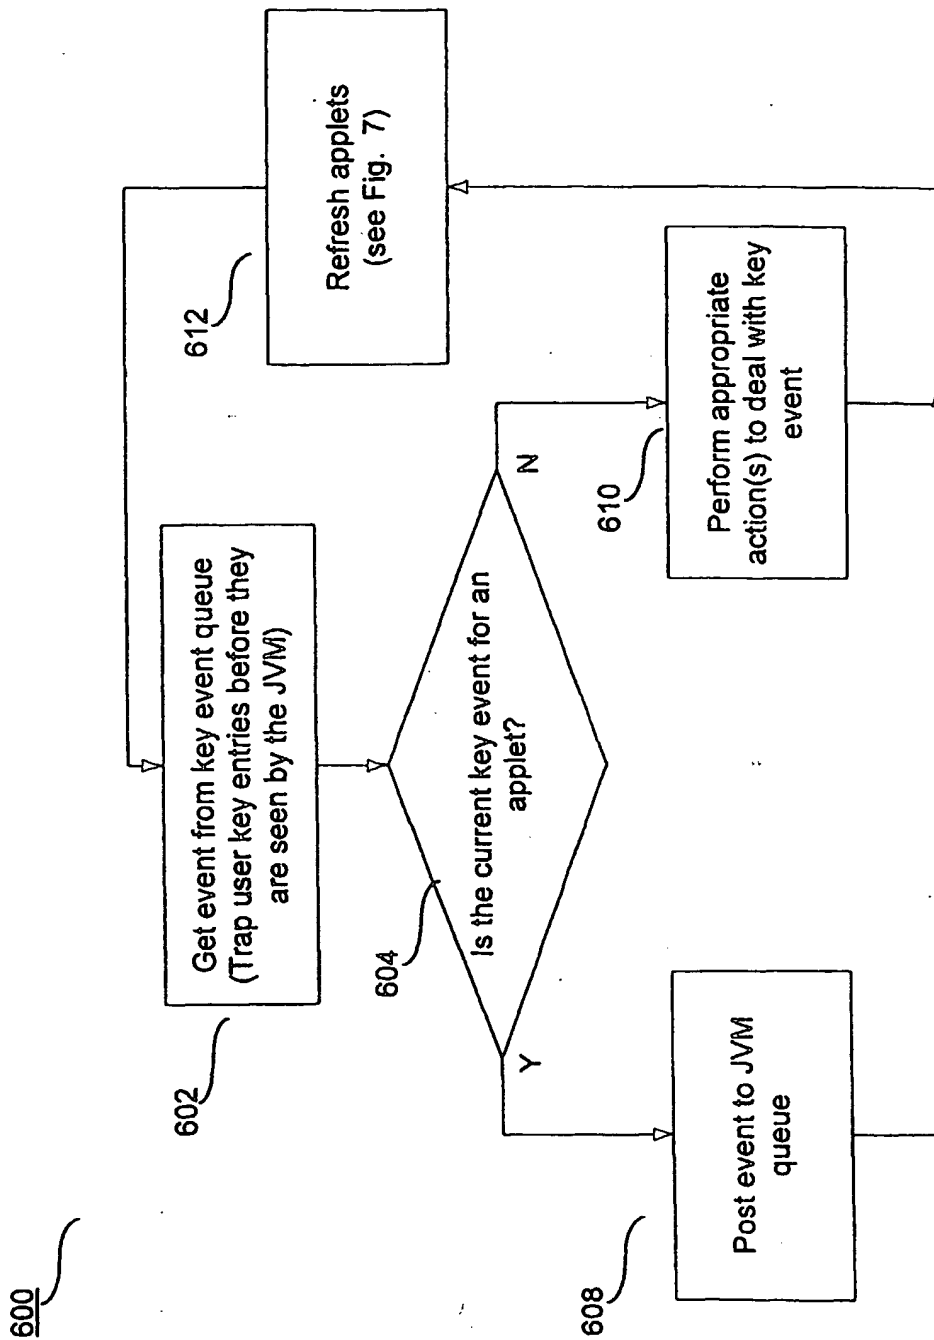 600
602
Get event from key event queue
(Trap user key entries before they
are seen by the JVM)
612
Refresh applets
(see Fig. 7)
604
Is the current key event for an
applet?
Y
N
608
Post event to JVM
queue
610
Perform appropriate
action(s) to deal with key
event